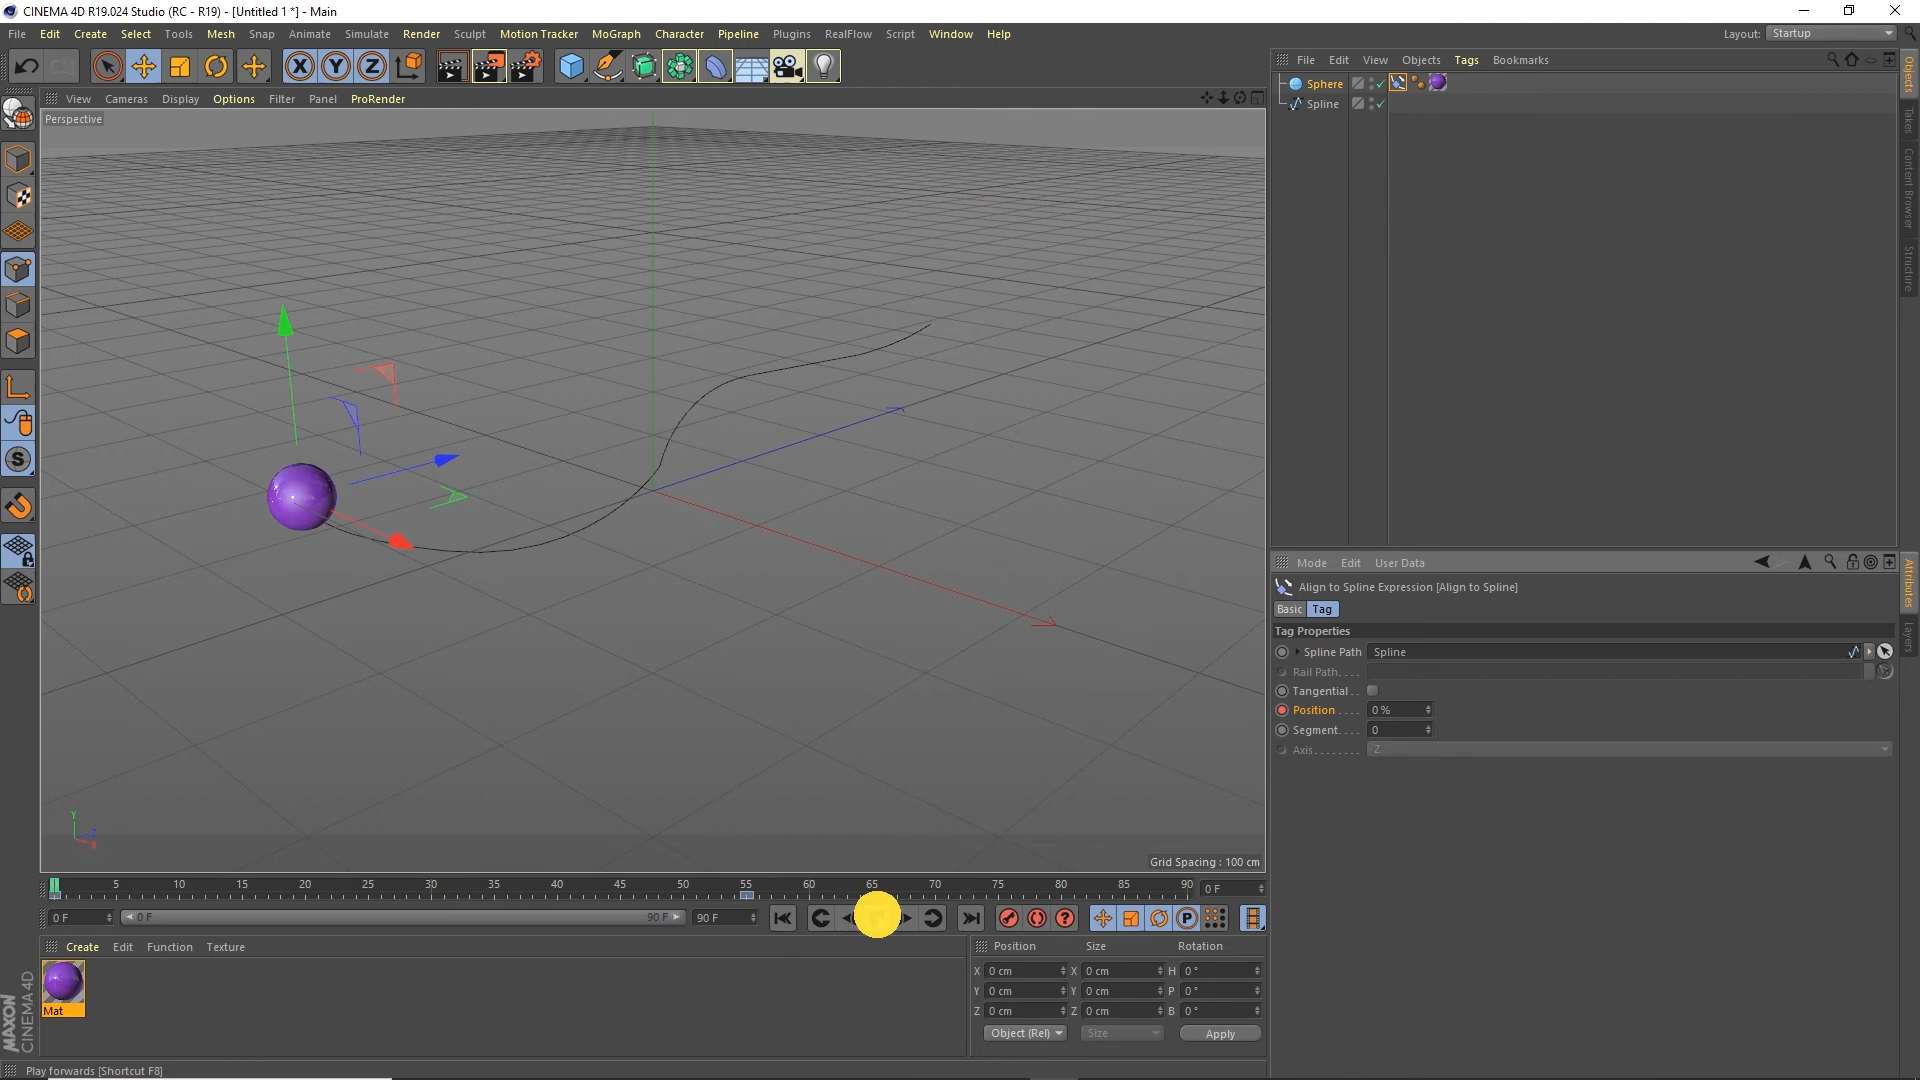 CINEMA 4D R19.024 Studio (RC - R19) - [Untitled 1 *] - Main
File Edit Create Select Tools Mesh Snap Animate Simulate Render Sculpt Motion Tracker MoGraph Character Pipeline Plugins RealFlow Script Window Help
Layout: Startup
View Cameras Display Options Filter Panel ProRender
Perspective
Grid Spacing : 100 cm
Y
Z
X
File Edit View Objects Tags Bookmarks
Sphere
Spline
Objects
Takes
Content Browser
Structure
Mode Edit User Data
Align to Spline Expression [Align to Spline]
Basic Tag
Tag Properties
Spline Path Spline
Rail Path. . . .
Tangential . .
Position . . . . 0 %
Segment. . . . 0
Axis. . . . . . . . Z
Attributes
Layers
5 10 15 20 25 30 35 40 45 50 55 60 65 70 75 80 85 90 0 F
0 F 0 F 90 F 90 F
Create Edit Function Texture
Mat
MAXON
CINEMA 4D
Position Size Rotation
X 0 cm X 0 cm H 0 °
Y 0 cm Y 0 cm P 0 °
Z 0 cm Z 0 cm B 0 °
Object (Rel) Size Apply
Play forwards [Shortcut F8]